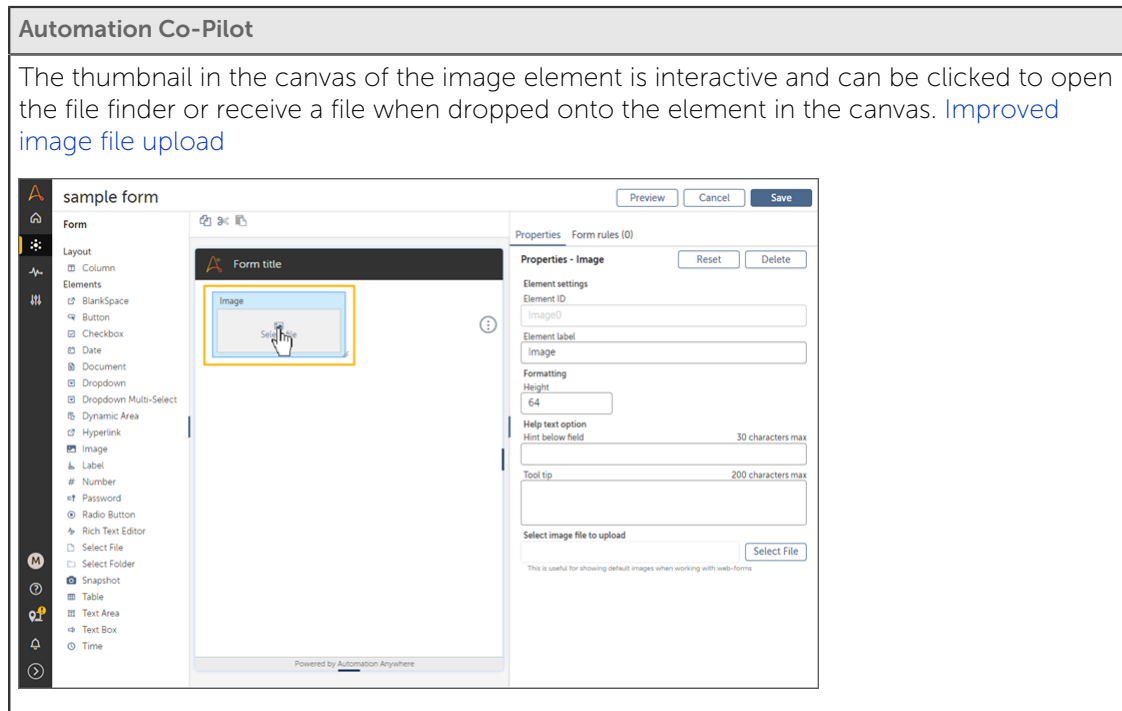 Automation Co-Pilot
The thumbnail in the canvas of the image element is interactive and can be clicked to open
the file finder or receive a file when dropped onto the element in the canvas. Improved
image file upload
sample form
Preview
Cancel
Save
Form
Layout
Column
Elements
BlankSpace
Button
Checkbox
Date
Document
Dropdown
Dropdown Multi-Select
Dynamic Area
Hyperlink
Image
Label
Number
Password
Radio Button
Rich Text Editor
Select File
Select Folder
Snapshot
Table
Text Area
Text Box
Time
M
Form title
Image
Powered by Automation Anywhere
Properties Form rules (0)
Properties - Image
Reset
Delete
Element settings
Element ID
Image0
Element label
Image
Formatting
Height
64
Help text option
Hint below field 30 characters max
Tool tip 200 characters max
Select image file to upload
Select File
This is useful for showing default images when working with web-forms